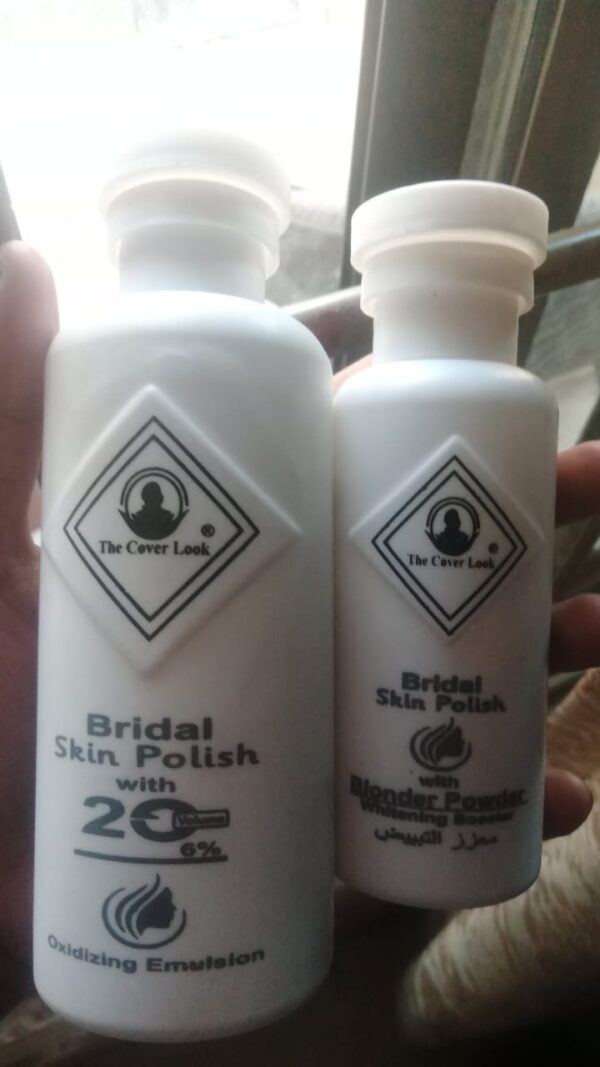 The Cover Look ®
Bridal
Skin Polish
with
20 Volume
6%
Oxidizing Emulsion
The Cover Look ®
Bridal
Skin Polish
with
Blonder Powder
Whitening Booster
معزز التبييض